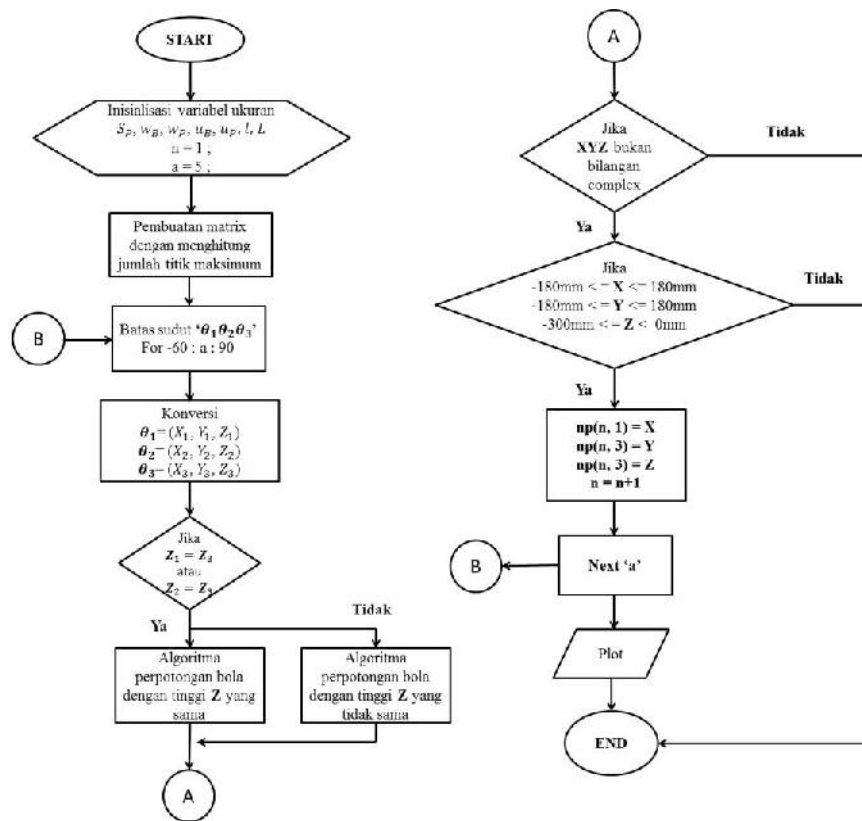 START
Inisialisasi variabel ukuran
S_P, w_B, w_P, u_B, u_P, l, L
n = 1 ;
a = 5 ;
Pembuatan matrix
dengan menghitung
jumlah titik maksimum
B
Batas sudut ‘θ₁θ₂θ₃’
For -60 : a : 90
Konversi
θ₁=(X₁, Y₁, Z₁)
θ₂=(X₂, Y₂, Z₂)
θ₃=(X₃, Y₃, Z₃)
Jika
Z₁ = Z₃
atau
Z₂ = Z₃
Ya
Tidak
Algoritma
perpotongan bola
dengan tinggi Z yang
sama
Algoritma
perpotongan bola
dengan tinggi Z yang
tidak sama
A
A
Jika
XYZ bukan
bilangan
complex
Tidak
Ya
Jika
-180mm < = X <= 180mm
-180mm <= Y <= 180mm
-300mm <= Z < 0mm
Tidak
Ya
np(n, 1) = X
np(n, 3) = Y
np(n, 3) = Z
n = n+1
B
Next ‘a’
Plot
END